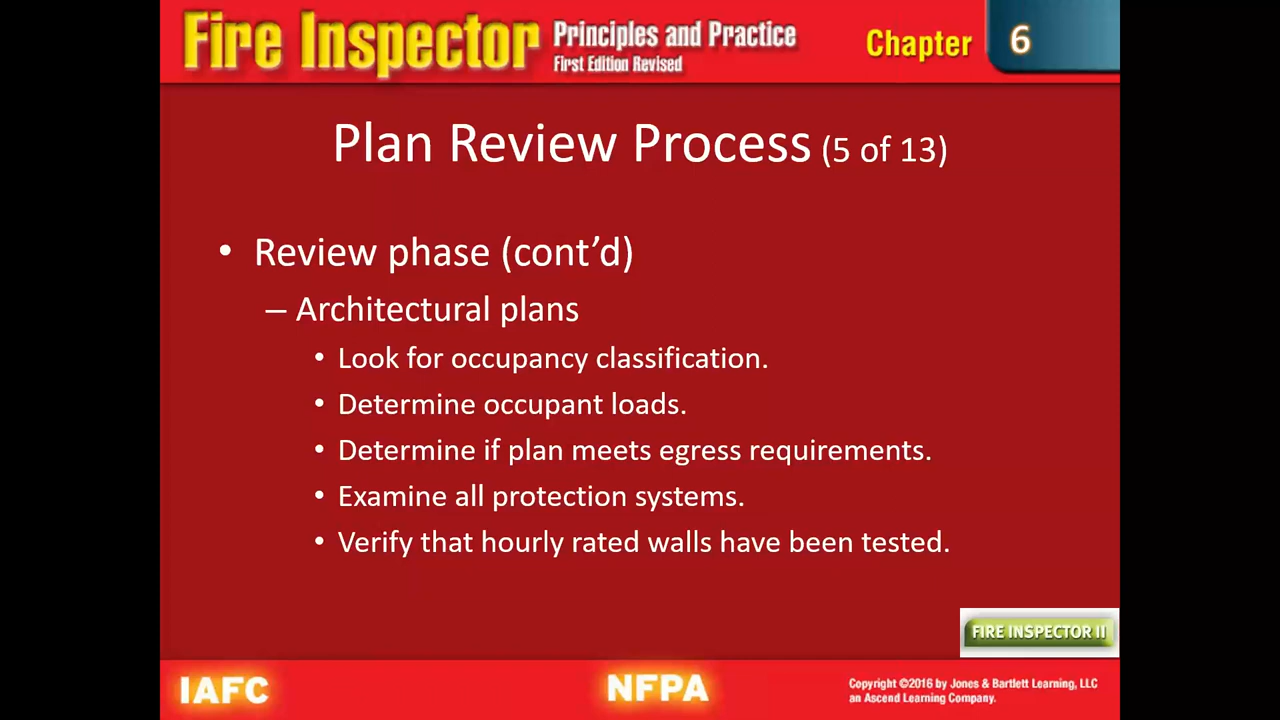 Fire Inspector Principles and Practice
First Edition Revised
Chapter 6
Plan Review Process (5 of 13)
• Review phase (cont’d)
– Architectural plans
• Look for occupancy classification.
• Determine occupant loads.
• Determine if plan meets egress requirements.
• Examine all protection systems.
• Verify that hourly rated walls have been tested.
FIRE INSPECTOR II
IAFC
NFPA
Copyright ©2016 by Jones & Bartlett Learning, LLC
an Ascend Learning Company.